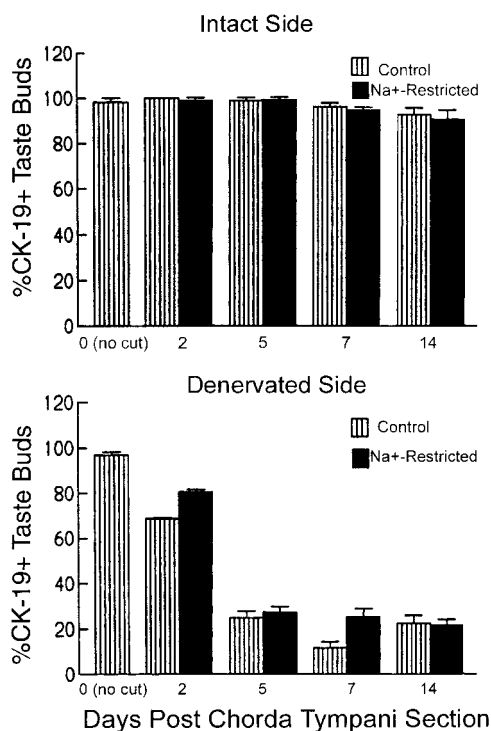 Intact Side
Control
Na+-Restricted
120
100
80
60
40
20
0
%CK-19+ Taste Buds
0 (no cut) 2 5 7 14
Denervated Side
Control
Na+-Restricted
120
100
80
60
40
20
0
%CK-19+ Taste Buds
0 (no cut) 2 5 7 14
Days Post Chorda Tympani Section